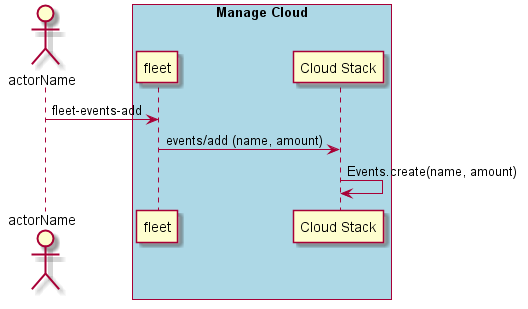 Manage Cloud
actorName
fleet
Cloud Stack
fleet-events-add
events/add (name, amount)
Events.create(name, amount)
actorName
fleet
Cloud Stack